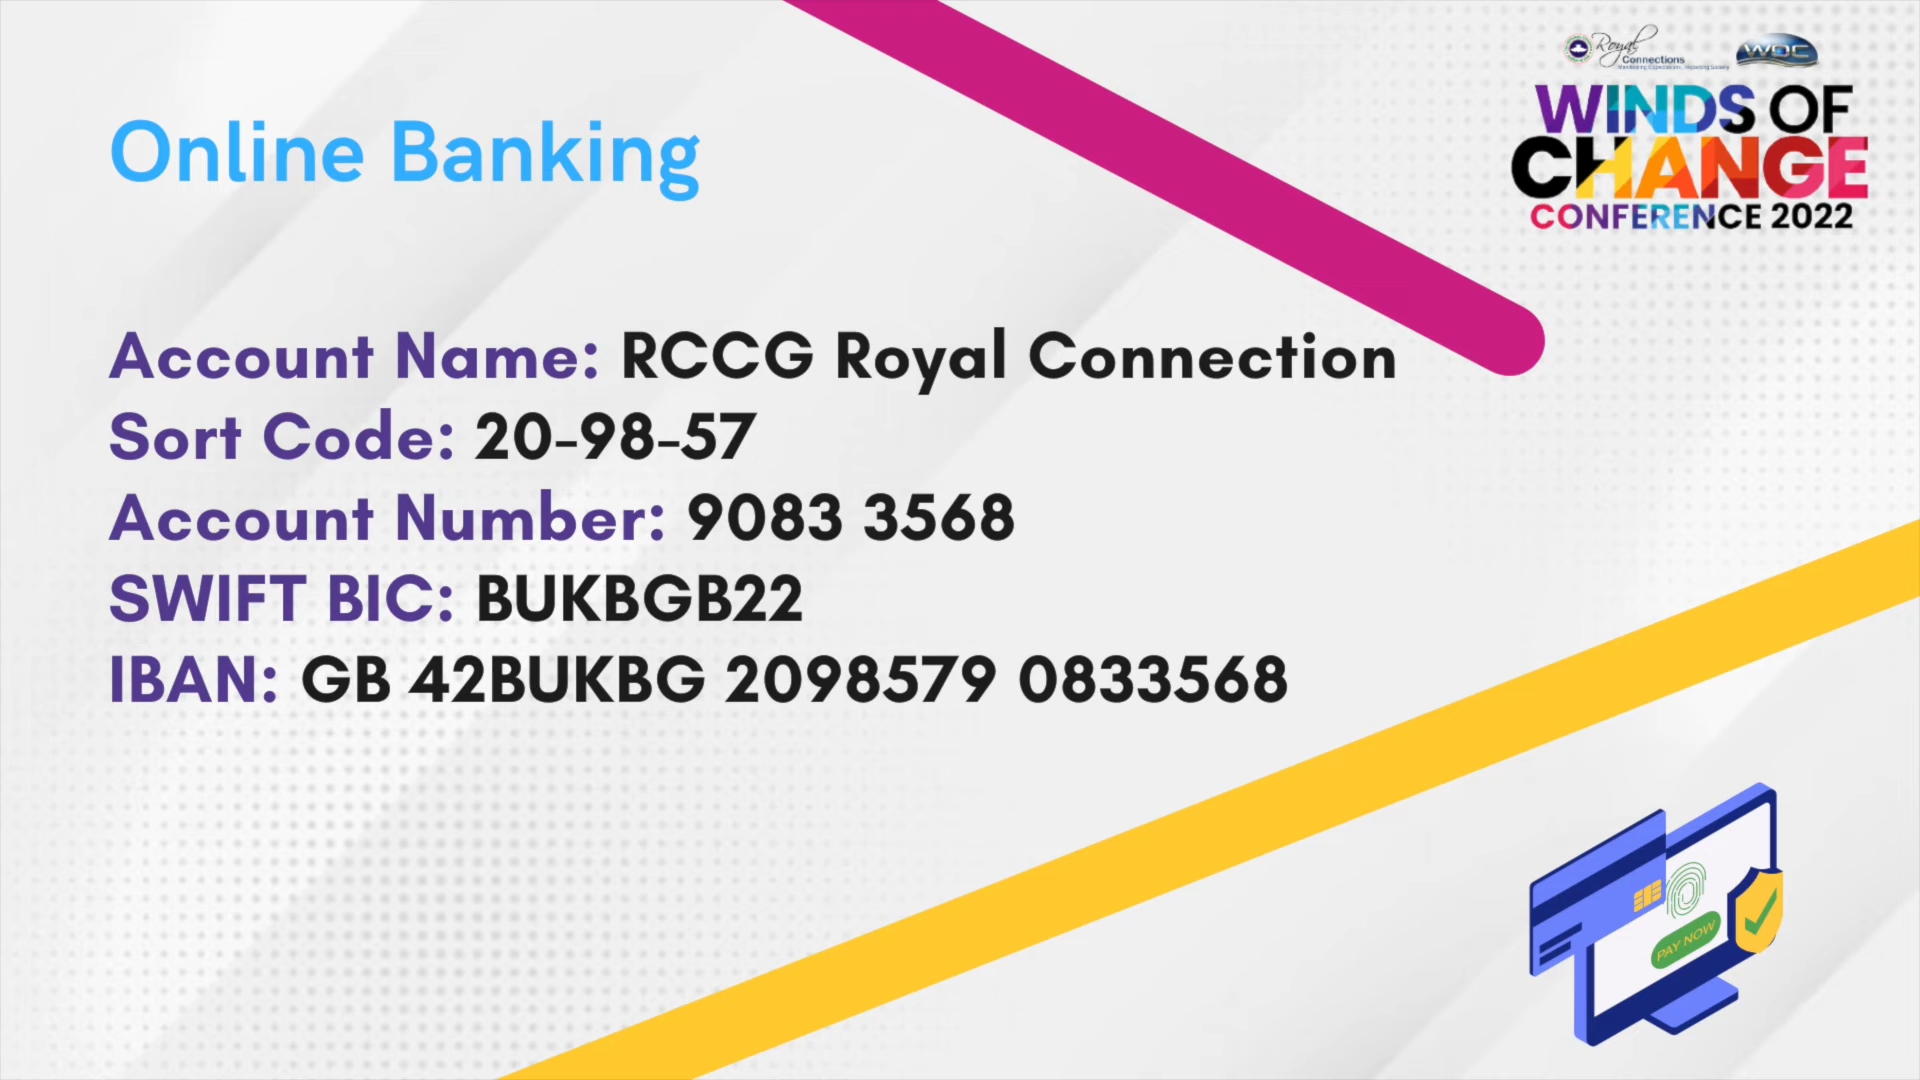 Royal
Connections
WOC
WINDS OF
CHANGE
CONFERENCE 2022
Online Banking
Account Name: RCCG Royal Connection
Sort Code: 20-98-57
Account Number: 9083 3568
SWIFT BIC: BUKBGB22
IBAN: GB 42BUKBG 2098579 0833568
PAY NOW